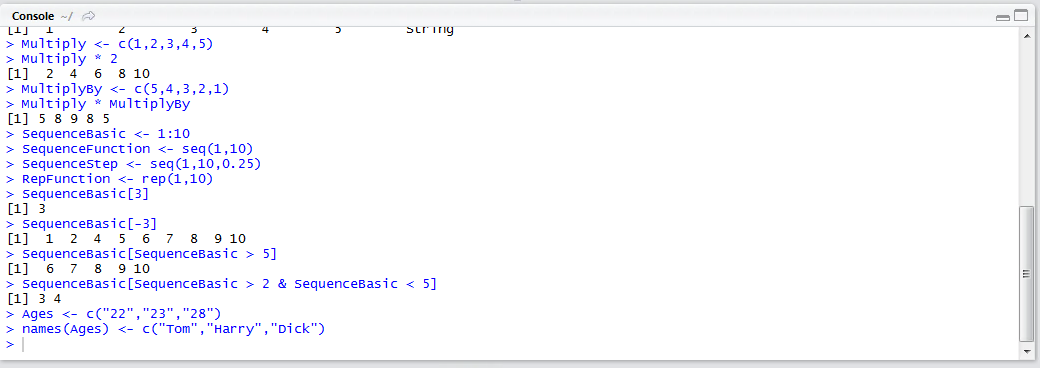 Console ~/
[1] 1 2 3 4 5 String
> Multiply <- c(1,2,3,4,5)
> Multiply * 2
[1]  2  4  6  8 10
> MultiplyBy <- c(5,4,3,2,1)
> Multiply * MultiplyBy
[1] 5 8 9 8 5
> SequenceBasic <- 1:10
> SequenceFunction <- seq(1,10)
> SequenceStep <- seq(1,10,0.25)
> RepFunction <- rep(1,10)
> SequenceBasic[3]
[1] 3
> SequenceBasic[-3]
[1]  1  2  4  5  6  7  8  9 10
> SequenceBasic[SequenceBasic > 5]
[1]  6  7  8  9 10
> SequenceBasic[SequenceBasic > 2 & SequenceBasic < 5]
[1] 3 4
> Ages <- c("22","23","28")
> names(Ages) <- c("Tom","Harry","Dick")
>